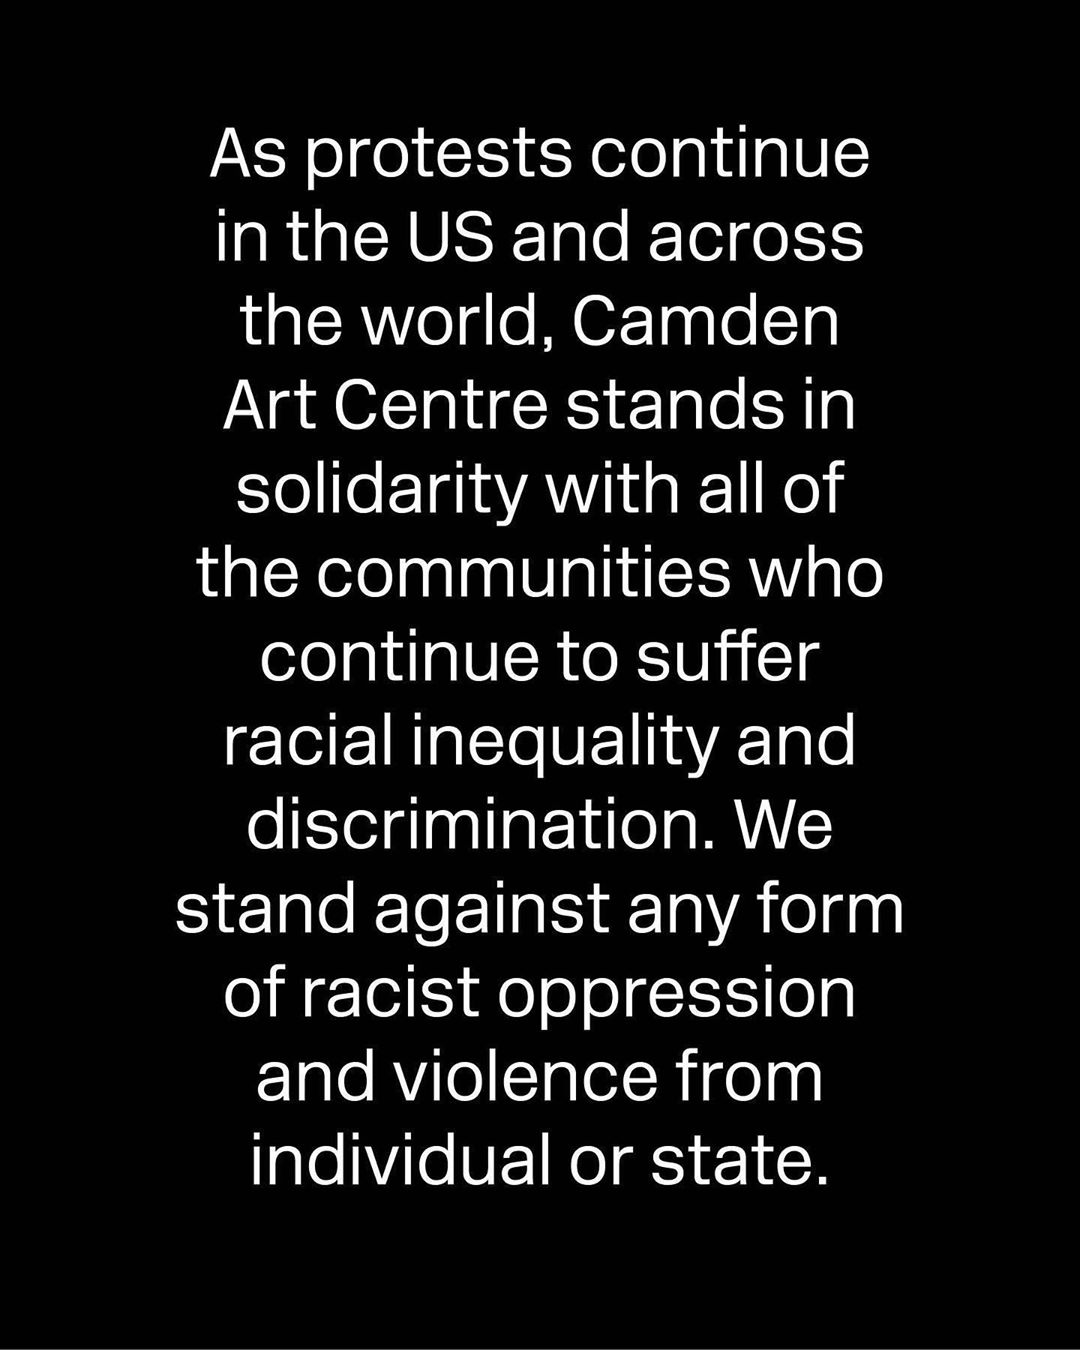 As protests continue
in the US and across
the world, Camden
Art Centre stands in
solidarity with all of
the communities who
continue to suffer
racial inequality and
discrimination. We
stand against any form
of racist oppression
and violence from
individual or state.